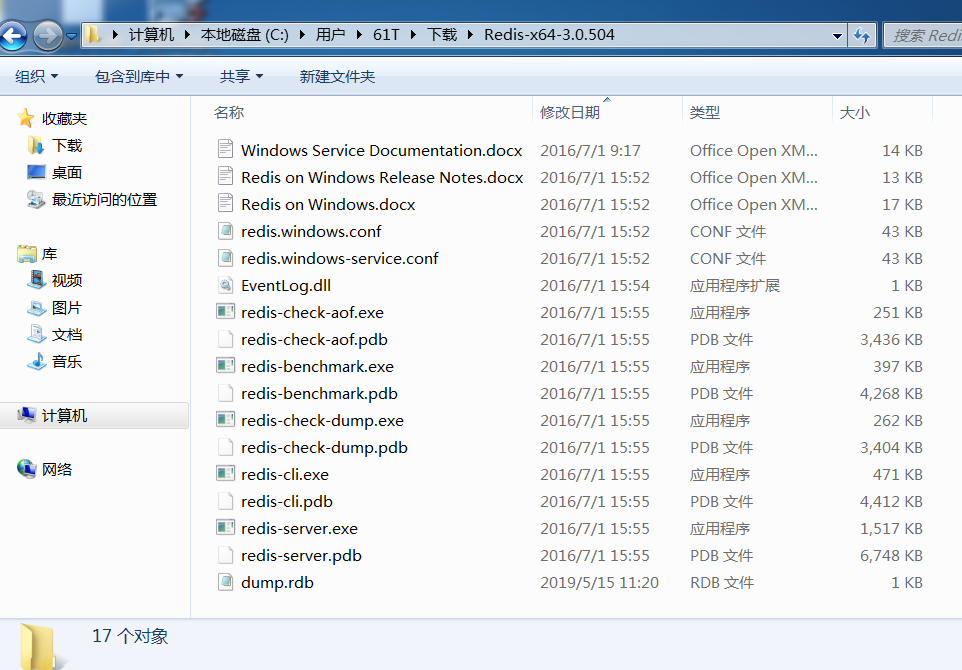 计算机 本地磁盘 (C:) 用户 61T 下载 Redis-x64-3.0.504 搜索 Redi
组织 包含到库中 共享 新建文件夹
收藏夹
下载
桌面
最近访问的位置
库
视频
图片
文档
音乐
计算机
网络
名称 修改日期 类型 大小
Windows Service Documentation.docx 2016/7/1 9:17 Office Open XM... 14 KB
Redis on Windows Release Notes.docx 2016/7/1 15:52 Office Open XM... 13 KB
Redis on Windows.docx 2016/7/1 15:52 Office Open XM... 17 KB
redis.windows.conf 2016/7/1 15:52 CONF 文件 43 KB
redis.windows-service.conf 2016/7/1 15:52 CONF 文件 43 KB
EventLog.dll 2016/7/1 15:54 应用程序扩展 1 KB
redis-check-aof.exe 2016/7/1 15:55 应用程序 251 KB
redis-check-aof.pdb 2016/7/1 15:55 PDB 文件 3,436 KB
redis-benchmark.exe 2016/7/1 15:55 应用程序 397 KB
redis-benchmark.pdb 2016/7/1 15:55 PDB 文件 4,268 KB
redis-check-dump.exe 2016/7/1 15:55 应用程序 262 KB
redis-check-dump.pdb 2016/7/1 15:55 PDB 文件 3,404 KB
redis-cli.exe 2016/7/1 15:55 应用程序 471 KB
redis-cli.pdb 2016/7/1 15:55 PDB 文件 4,412 KB
redis-server.exe 2016/7/1 15:55 应用程序 1,517 KB
redis-server.pdb 2016/7/1 15:55 PDB 文件 6,748 KB
dump.rdb 2019/5/15 11:20 RDB 文件 1 KB
17 个对象